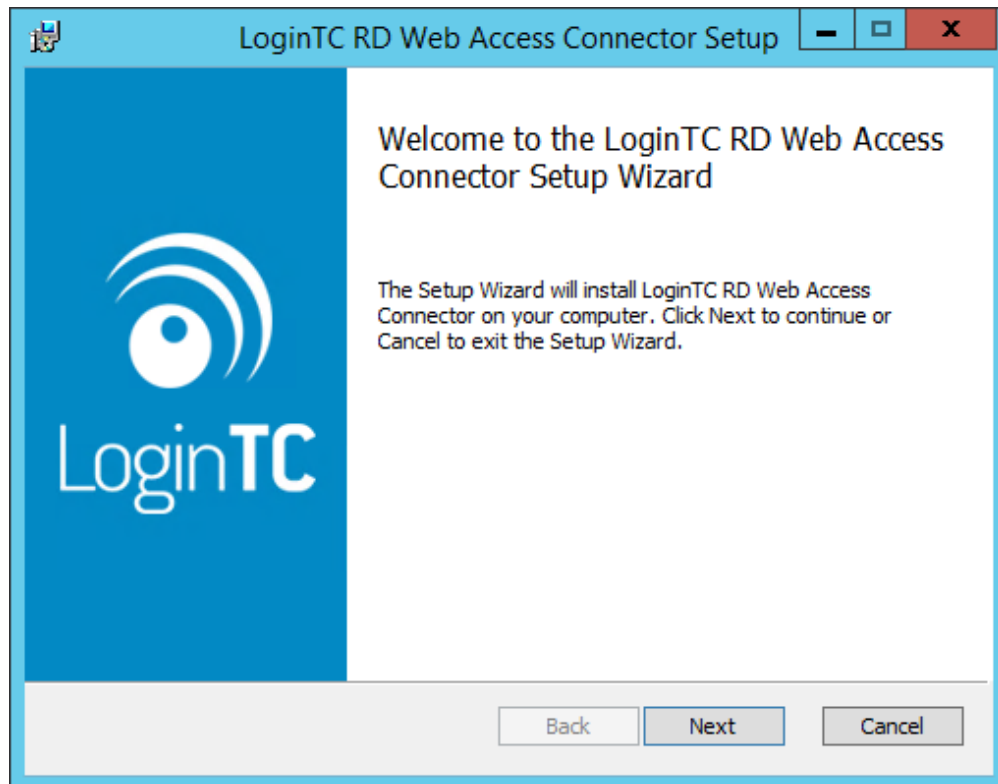 LoginTC RD Web Access Connector Setup
Welcome to the LoginTC RD Web Access
Connector Setup Wizard
The Setup Wizard will install LoginTC RD Web Access
Connector on your computer. Click Next to continue or
Cancel to exit the Setup Wizard.
LoginTC
Back Next Cancel